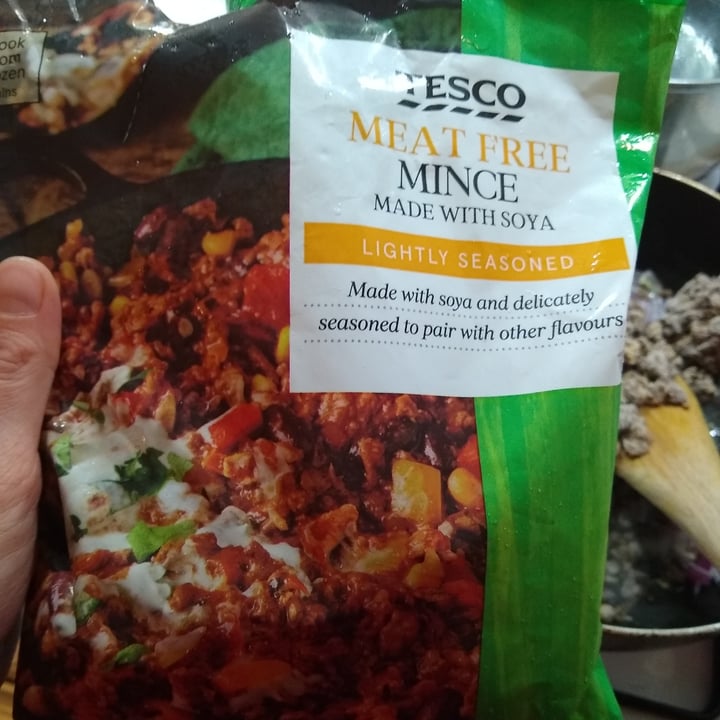 TESCO
MEAT FREE
MINCE
MADE WITH SOYA
LIGHTLY SEASONED
Made with soya and delicately
seasoned to pair with other flavours